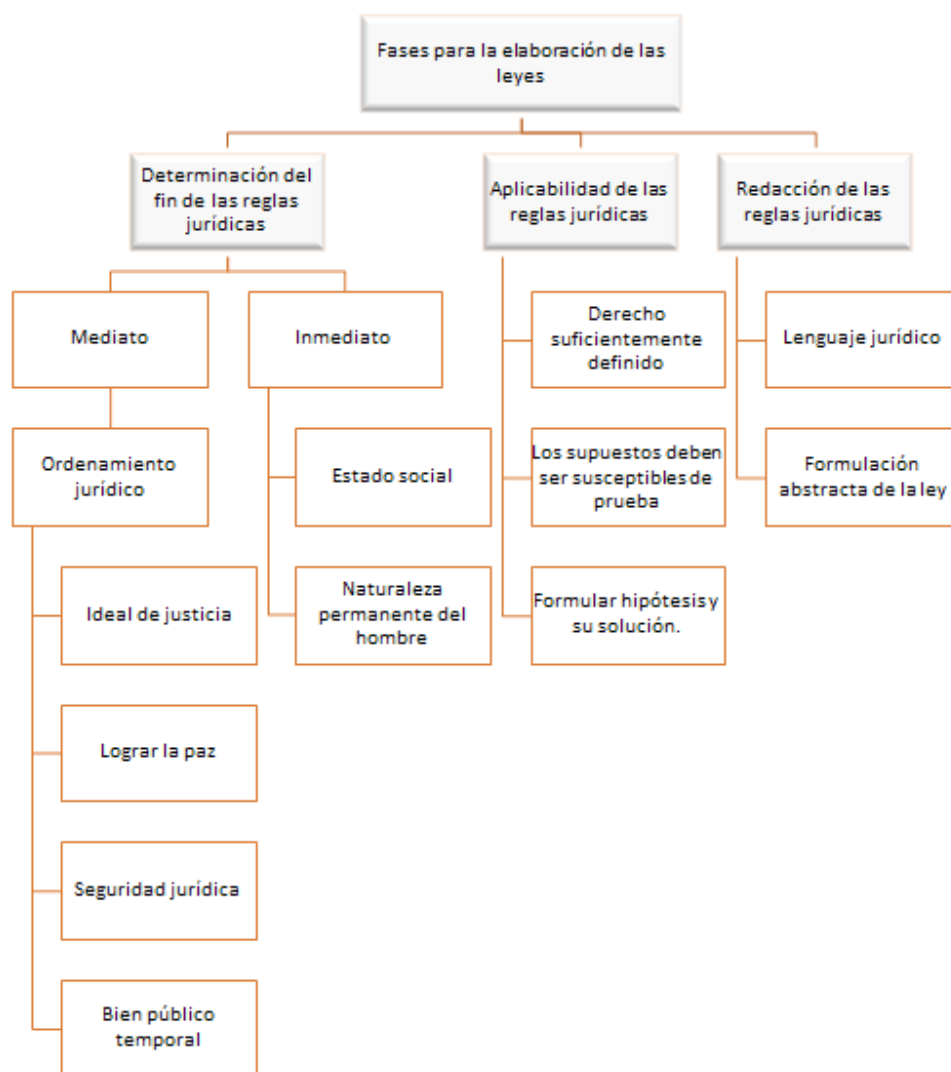 Fases para la elaboración de las
leyes
Determinación del
fin de las reglas
jurídicas
Aplicabilidad de las
reglas jurídicas
Redacción de las
reglas jurídicas
Mediato
Inmediato
Derecho
suficientemente
definido
Lenguaje jurídico
Ordenamiento
jurídico
Estado social
Los supuestos deben
ser susceptibles de
prueba
Formulación
abstracta de la ley
Ideal de justicia
Naturaleza
permanente del
hombre
Formular hipótesis y
su solución.
Lograr la paz
Seguridad jurídica
Bien público
temporal